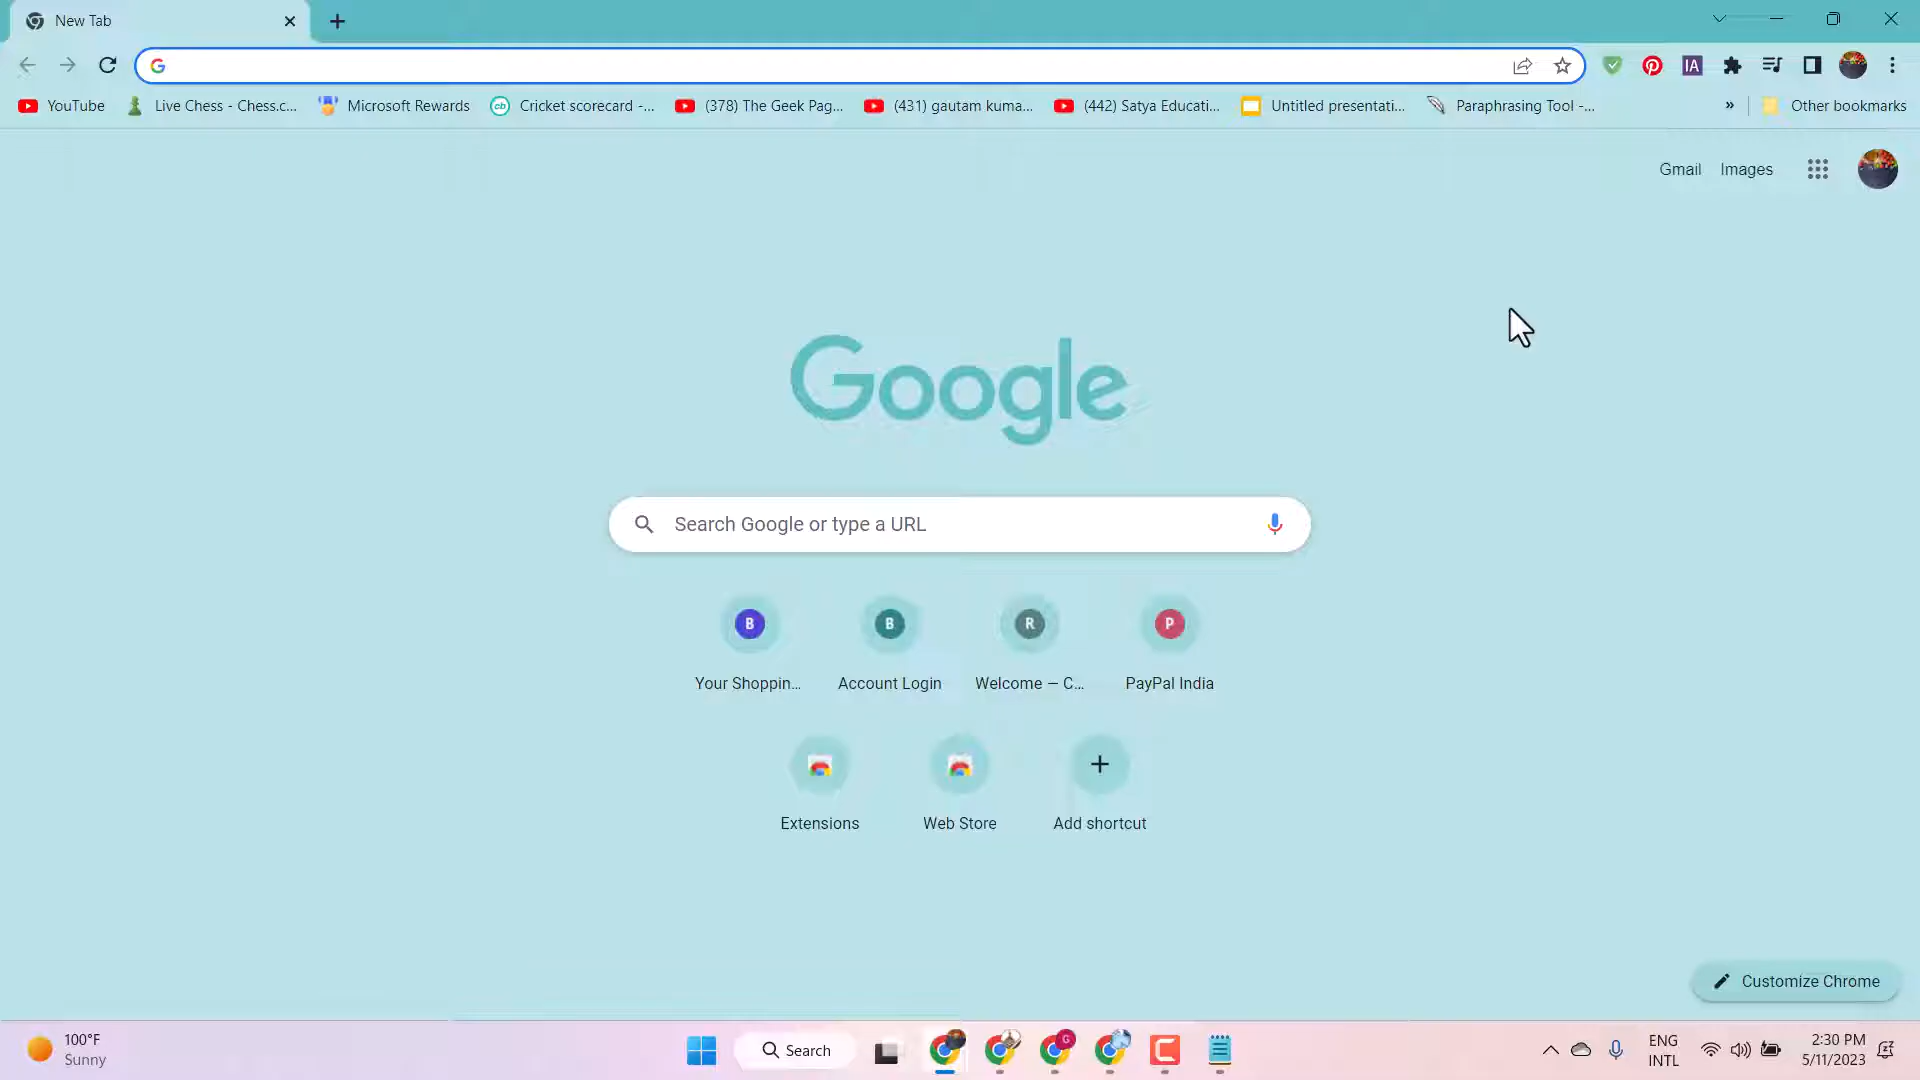 New Tab
YouTube
Live Chess - Chess.c...
Microsoft Rewards
Cricket scorecard -...
(378) The Geek Pag...
(431) gautam kuma...
(442) Satya Educati...
Untitled presentati...
Paraphrasing Tool -...
»
Other bookmarks
Gmail
Images
Google
Search Google or type a URL
B
B
R
P
Your Shoppin...
Account Login
Welcome — C...
PayPal India
Extensions
Web Store
Add shortcut
Customize Chrome
100°F
Sunny
Search
ENG
INTL
2:30 PM
5/11/2023